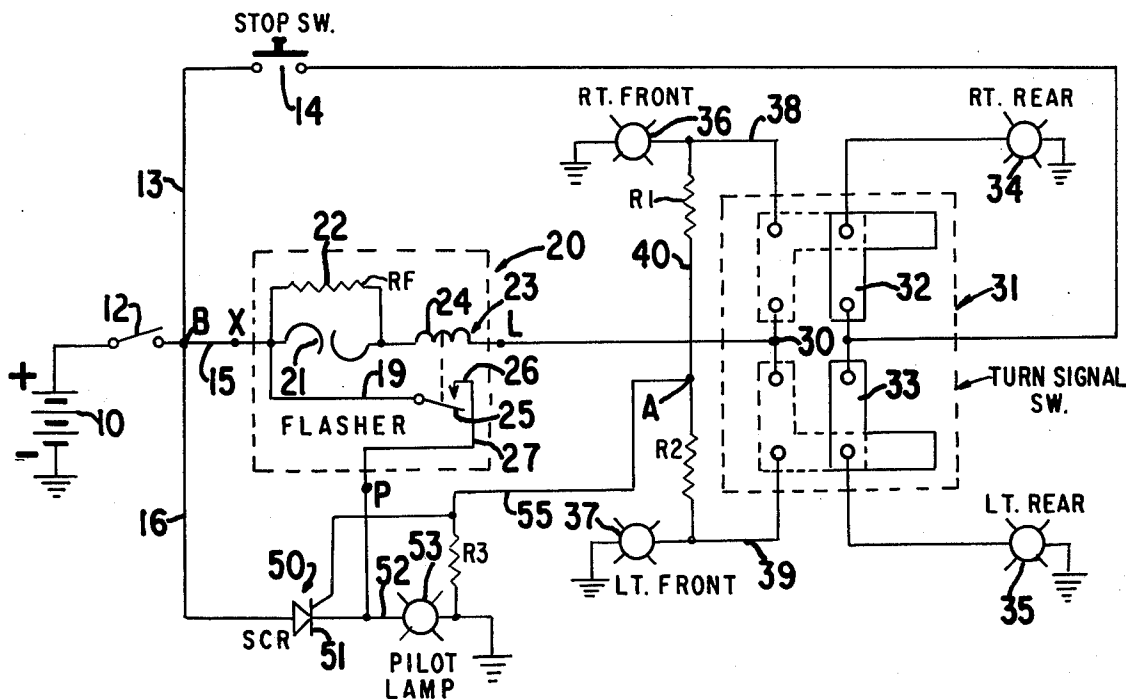 STOP SW.
14
RT. FRONT
36
38
RT. REAR
34
13
R1
22
20
40
RF
24
23
32
31
12
B
X
L
30
+
15
21
19
26
A
33
TURN SIGNAL
SW.
10
FLASHER
25
-
27
R2
P
16
55
37
LT. REAR
50
53
R3
LT. FRONT
39
52
35
SCR
51
PILOT
LAMP